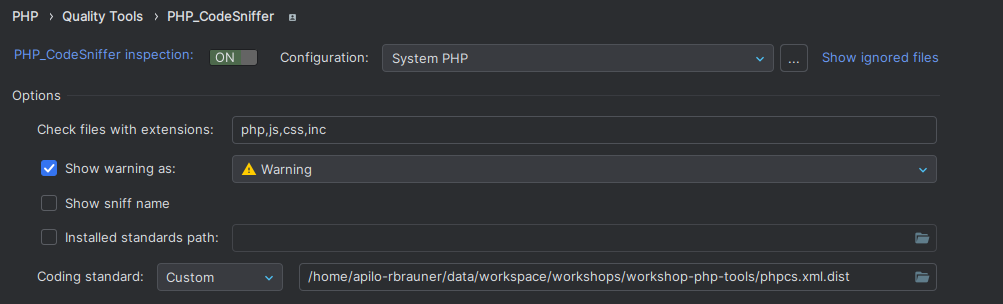 PHP › Quality Tools › PHP_CodeSniffer
PHP_CodeSniffer inspection: ON Configuration: System PHP ... Show ignored files
Options
Check files with extensions: php,js,css,inc
Show warning as: Warning
Show sniff name
Installed standards path:
Coding standard: Custom /home/apilo-rbrauner/data/workspace/workshops/workshop-php-tools/phpcs.xml.dist